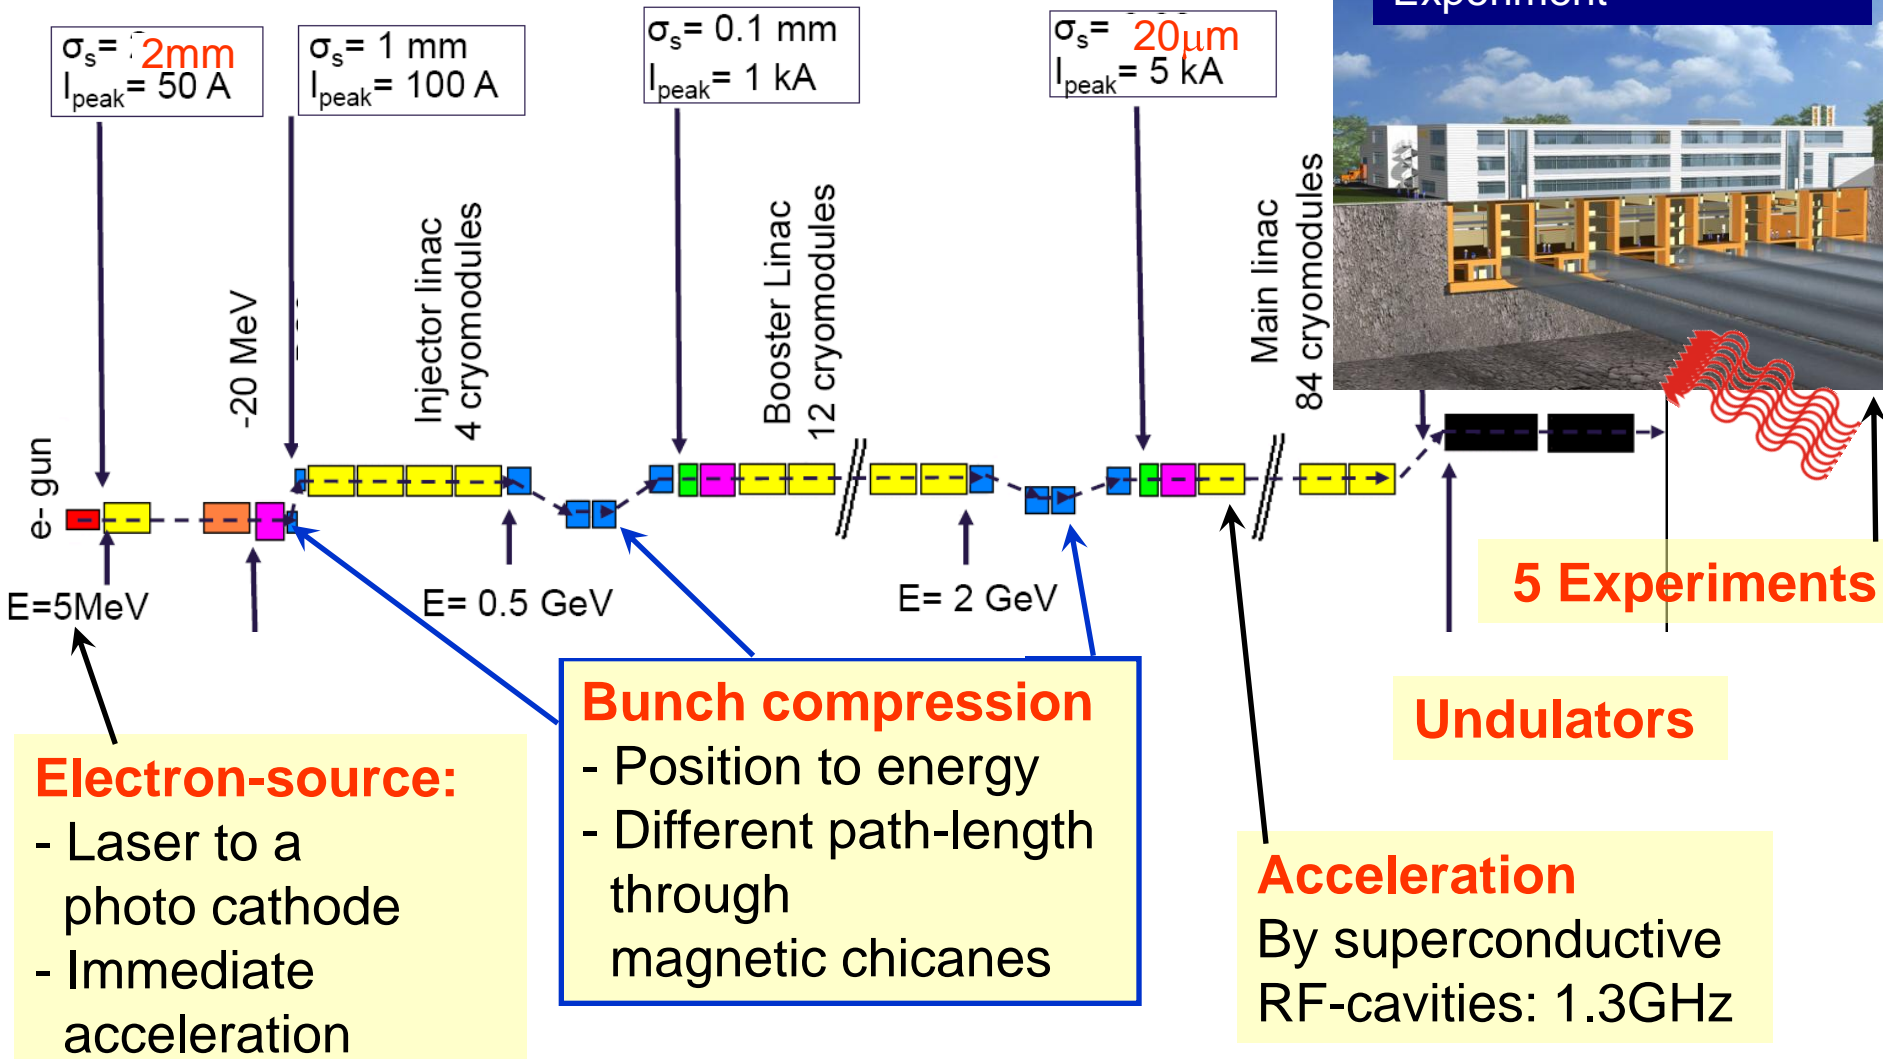 Experiment
σs= 2mm
Ipeak= 50 A
σs= 1 mm
Ipeak= 100 A
σs= 0.1 mm
Ipeak= 1 kA
σs= 20μm
Ipeak= 5 kA
e- gun
-20 MeV
Injector linac
4 cryomodules
Booster Linac
12 cryomodules
Main linac
84 cryomodules
E=5MeV
E= 0.5 GeV
E= 2 GeV
5 Experiments
Undulators
Electron-source:
- Laser to a
photo cathode
- Immediate
acceleration
Bunch compression
- Position to energy
- Different path-length
through
magnetic chicanes
Acceleration
By superconductive
RF-cavities: 1.3GHz